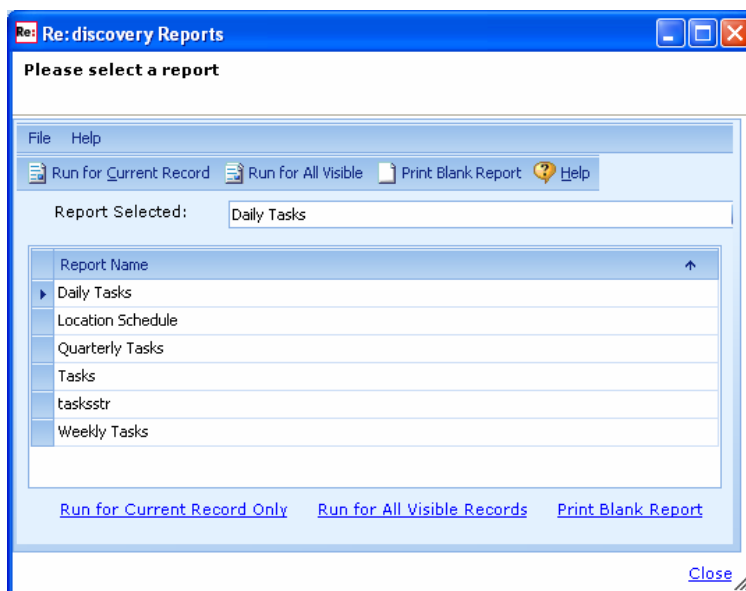 Re: Re:discovery Reports
Please select a report
File Help
Run for Current Record Run for All Visible Print Blank Report Help
Report Selected: Daily Tasks
Report Name
Daily Tasks
Location Schedule
Quarterly Tasks
Tasks
tasksstr
Weekly Tasks
Run for Current Record Only Run for All Visible Records Print Blank Report
Close